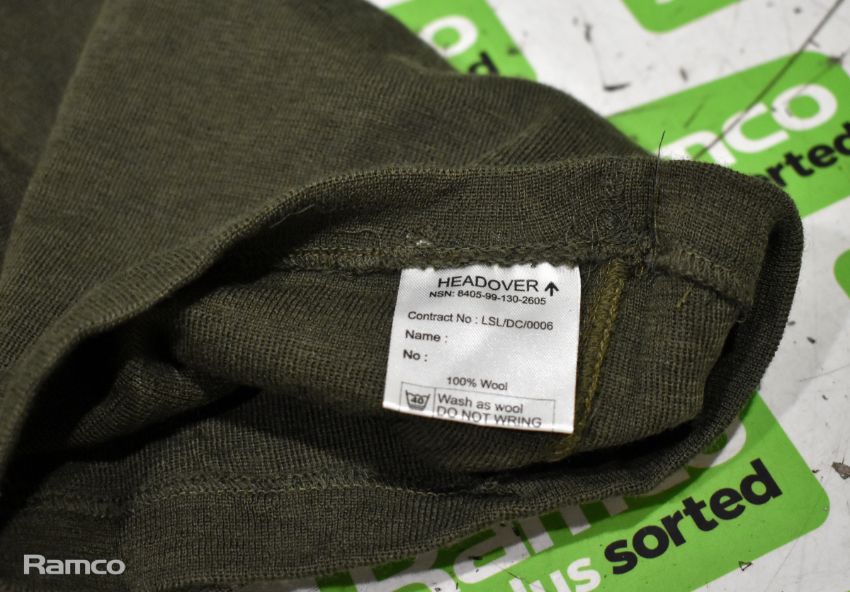 HEADOVER ↑
NSN: 8405-99-130-2605
Contract No : LSL/DC/0006
Name :
No :
100% Wool
40
Wash as wool
DO NOT WRING
mco
sorted
sorted
Ramco